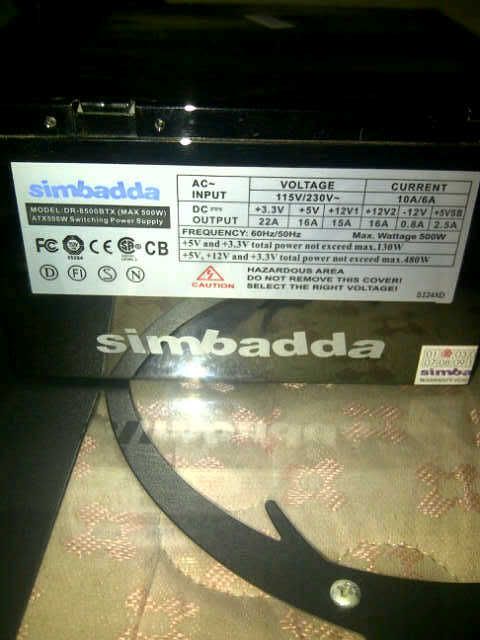 simbadda
MODEL: DR-8500BTX (MAX 500W)
ATX500W Switching Power Supply
AC~ INPUT VOLTAGE CURRENT
115V/230V~ 10A/6A
DC OUTPUT +3.3V +5V +12V1 +12V2 -12V +5VSB
22A 16A 15A 16A 0.8A 2.5A
FREQUENCY: 60Hz/50Hz Max. Wattage 500W
+5V and +3.3V total power not exceed max.130W
+5V, +12V and +3.3V total power not exceed max.480W
FC CE CB
D FI S N
CAUTION
HAZARDOUS AREA
DO NOT REMOVE THIS COVER!
SELECT THE RIGHT VOLTAGE!
S324XD
simbadda
simba